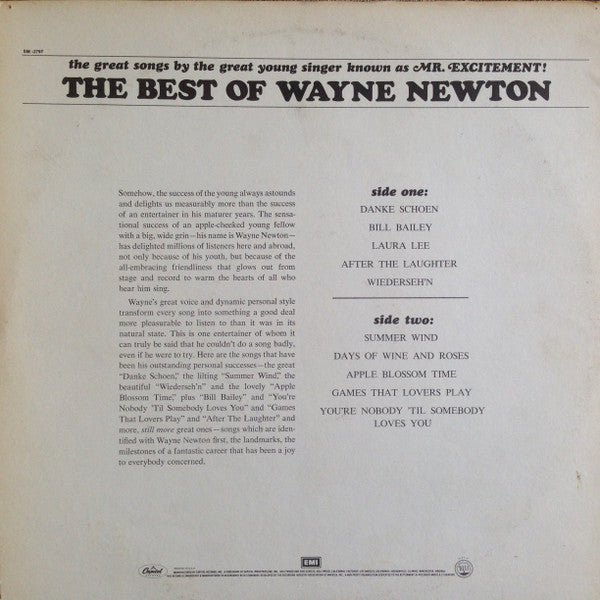 SM-2797
the great songs by the great young singer known as MR. EXCITEMENT!
THE BEST OF WAYNE NEWTON
Somehow, the success of the young always astounds
and delights us measurably more than the success
of an entertainer in his maturer years. The sensa-
tional success of an apple-cheeked young fellow
with a big, wide grin—his name is Wayne Newton—
has delighted millions of listeners here and abroad,
not only because of his youth, but because of the
all-embracing friendliness that glows out from
stage and record to warm the hearts of all who
hear him sing.
Wayne's great voice and dynamic personal style
transform every song into something a good deal
more pleasurable to listen to than it was in its
natural state. This is one entertainer of whom it
can truly be said that he couldn't do a song badly,
even if he were to try. Here are the songs that have
been his outstanding personal successes—the great
"Danke Schoen," the lilting "Summer Wind," the
beautiful "Wiederseh'n" and the lovely "Apple
Blossom Time," plus "Bill Bailey" and "You're
Nobody 'Til Somebody Loves You" and "Games
That Lovers Play" and "After The Laughter" and
more, still more great ones—songs which are iden-
tified with Wayne Newton first, the landmarks, the
milestones of a fantastic career that has been a joy
to everybody concerned.
side one:
DANKE SCHOEN
BILL BAILEY
LAURA LEE
AFTER THE LAUGHTER
WIEDERSEH'N
side two:
SUMMER WIND
DAYS OF WINE AND ROSES
APPLE BLOSSOM TIME
GAMES THAT LOVERS PLAY
YOU'RE NOBODY 'TIL SOMEBODY
LOVES YOU
Capitol
EMI